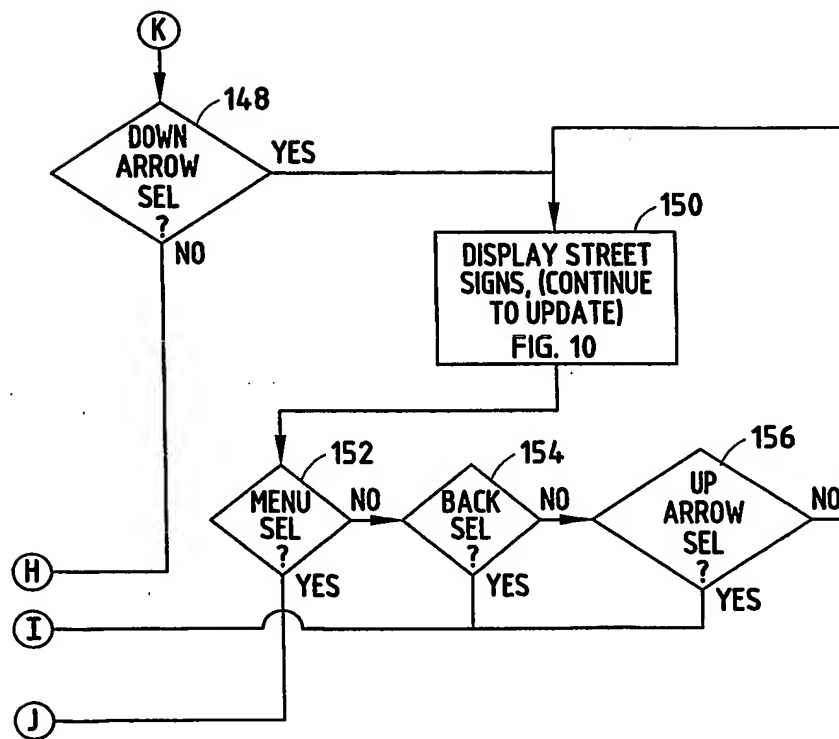 K
148
DOWN
ARROW
SEL
?
YES
NO
150
DISPLAY STREET
SIGNS, (CONTINUE
TO UPDATE)
FIG. 10
152
MENU
SEL
?
NO
YES
154
BACK
SEL
?
NO
YES
156
UP
ARROW
SEL
?
NO
YES
H
I
J